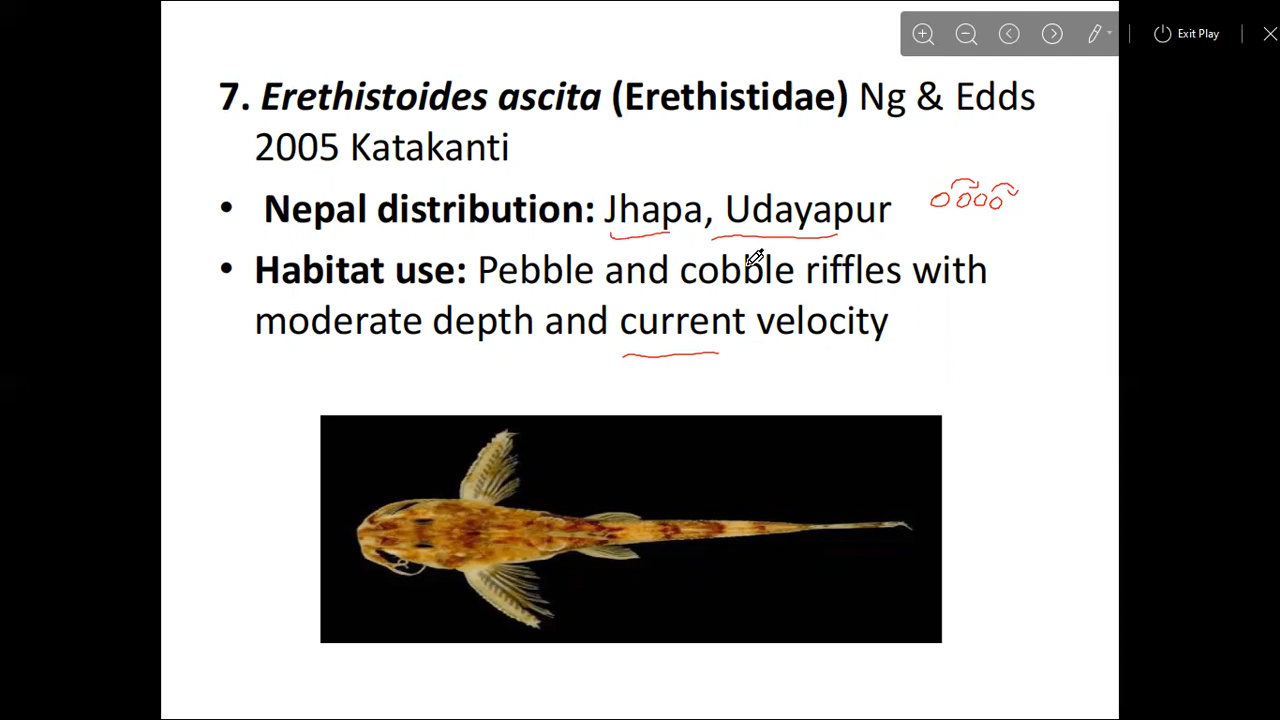 Exit Play
7. Erethistoides ascita (Erethistidae) Ng & Edds
2005 Katakanti
• Nepal distribution: Jhapa, Udayapur
• Habitat use: Pebble and cobble riffles with
moderate depth and current velocity